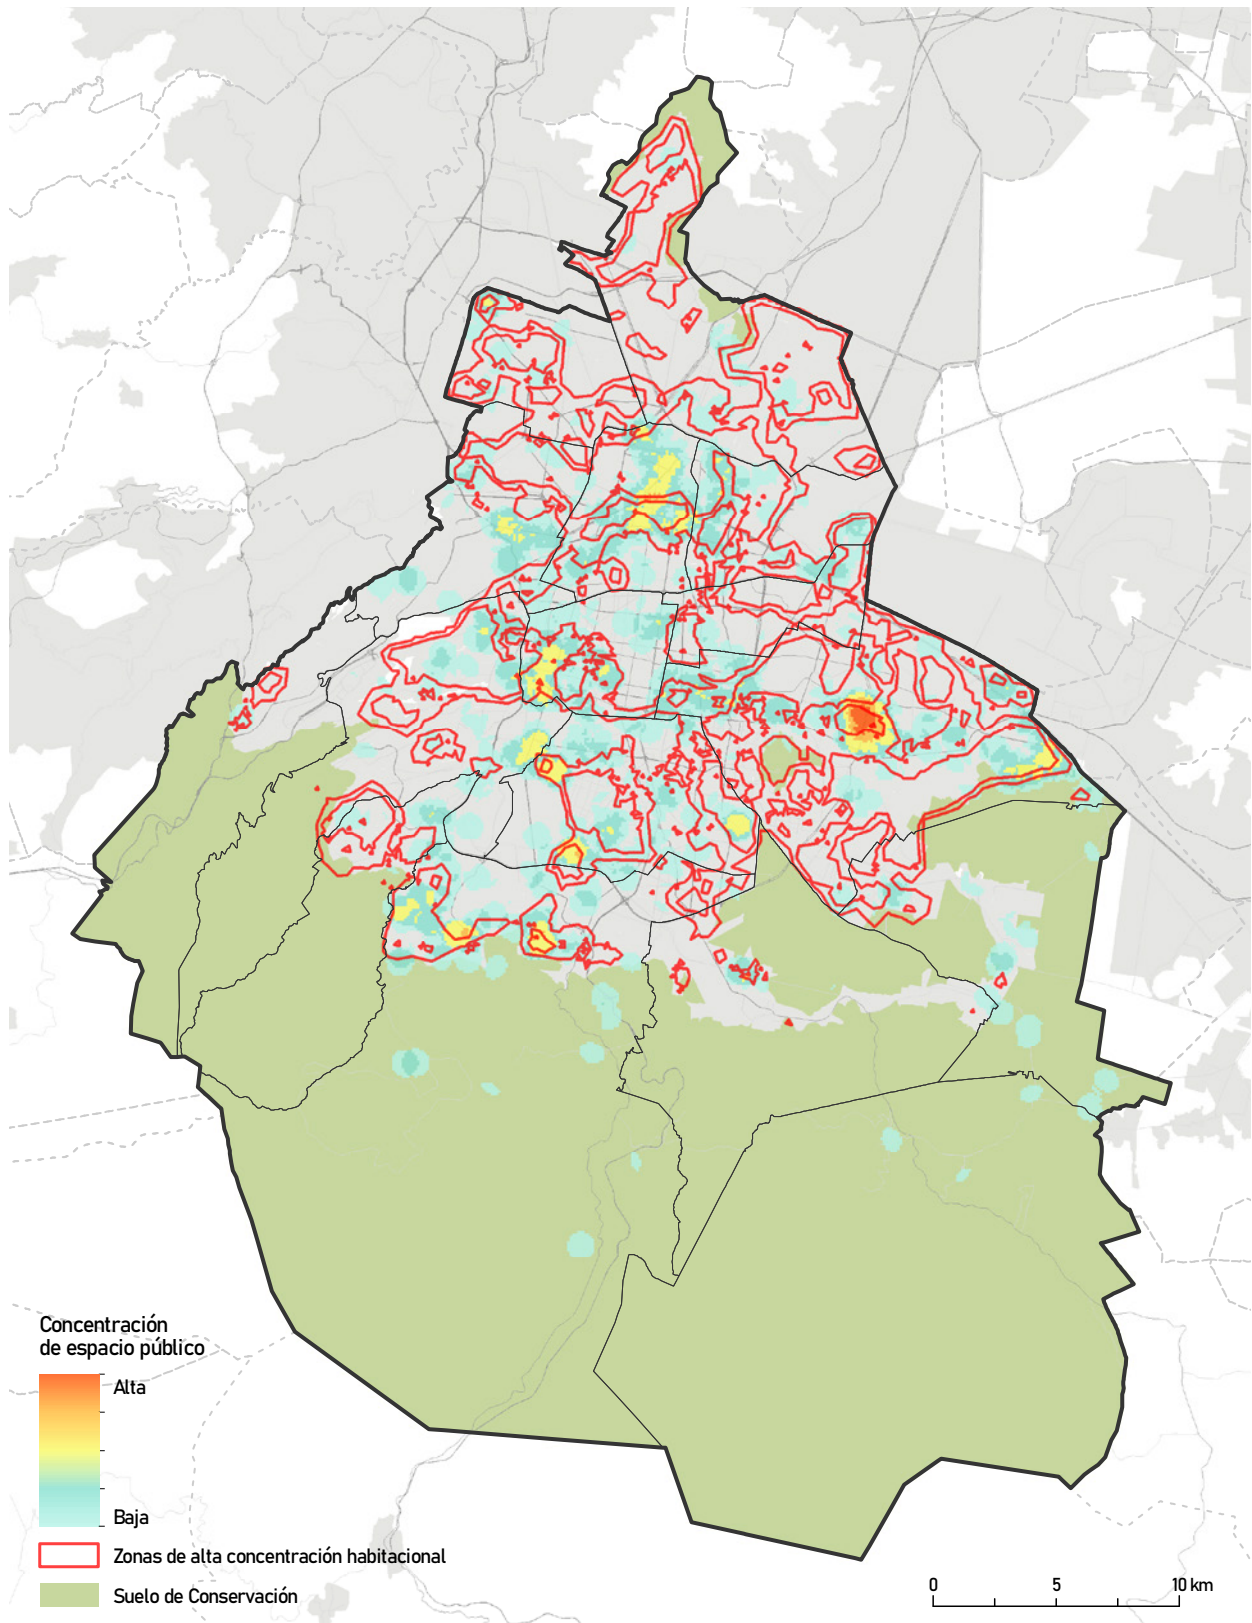 Concentración
de espacio público
Alta
Baja
Zonas de alta concentración habitacional
Suelo de Conservación
0 5 10 km